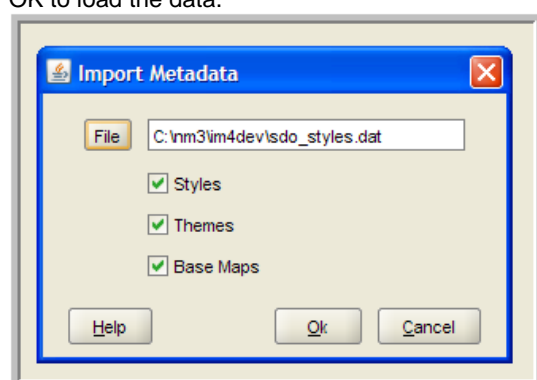 OK to load the data.
Import Metadata
File C:\nm3\im4dev\sdo_styles.dat
Styles
Themes
Base Maps
Help Ok Cancel